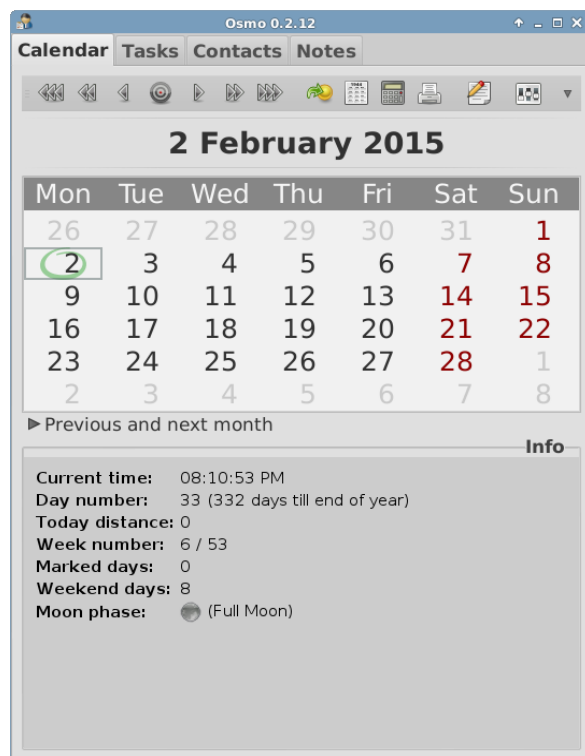 Osmo 0.2.12
Calendar Tasks Contacts Notes
2 February 2015
Mon Tue Wed Thu Fri Sat Sun
26 27 28 29 30 31 1
2 3 4 5 6 7 8
9 10 11 12 13 14 15
16 17 18 19 20 21 22
23 24 25 26 27 28 1
2 3 4 5 6 7 8
Previous and next month
Info
Current time: 08:10:53 PM
Day number: 33 (332 days till end of year)
Today distance: 0
Week number: 6 / 53
Marked days: 0
Weekend days: 8
Moon phase: (Full Moon)